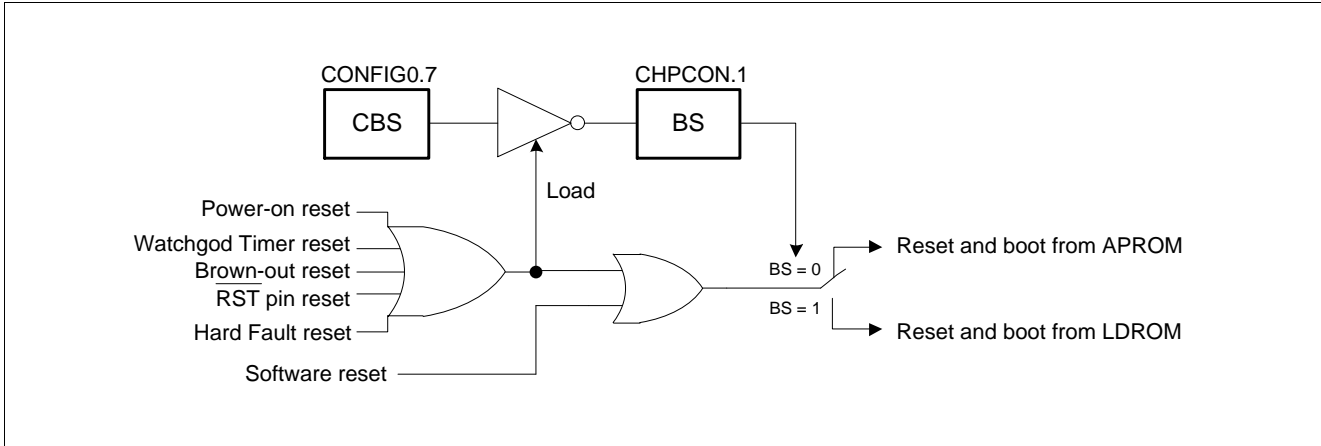 CONFIG0.7
CHPCON.1
CBS
BS
Load
Power-on reset
Watchgod Timer reset
Brown-out reset
RST pin reset
Hard Fault reset
Software reset
BS = 0
BS = 1
Reset and boot from APROM
Reset and boot from LDROM